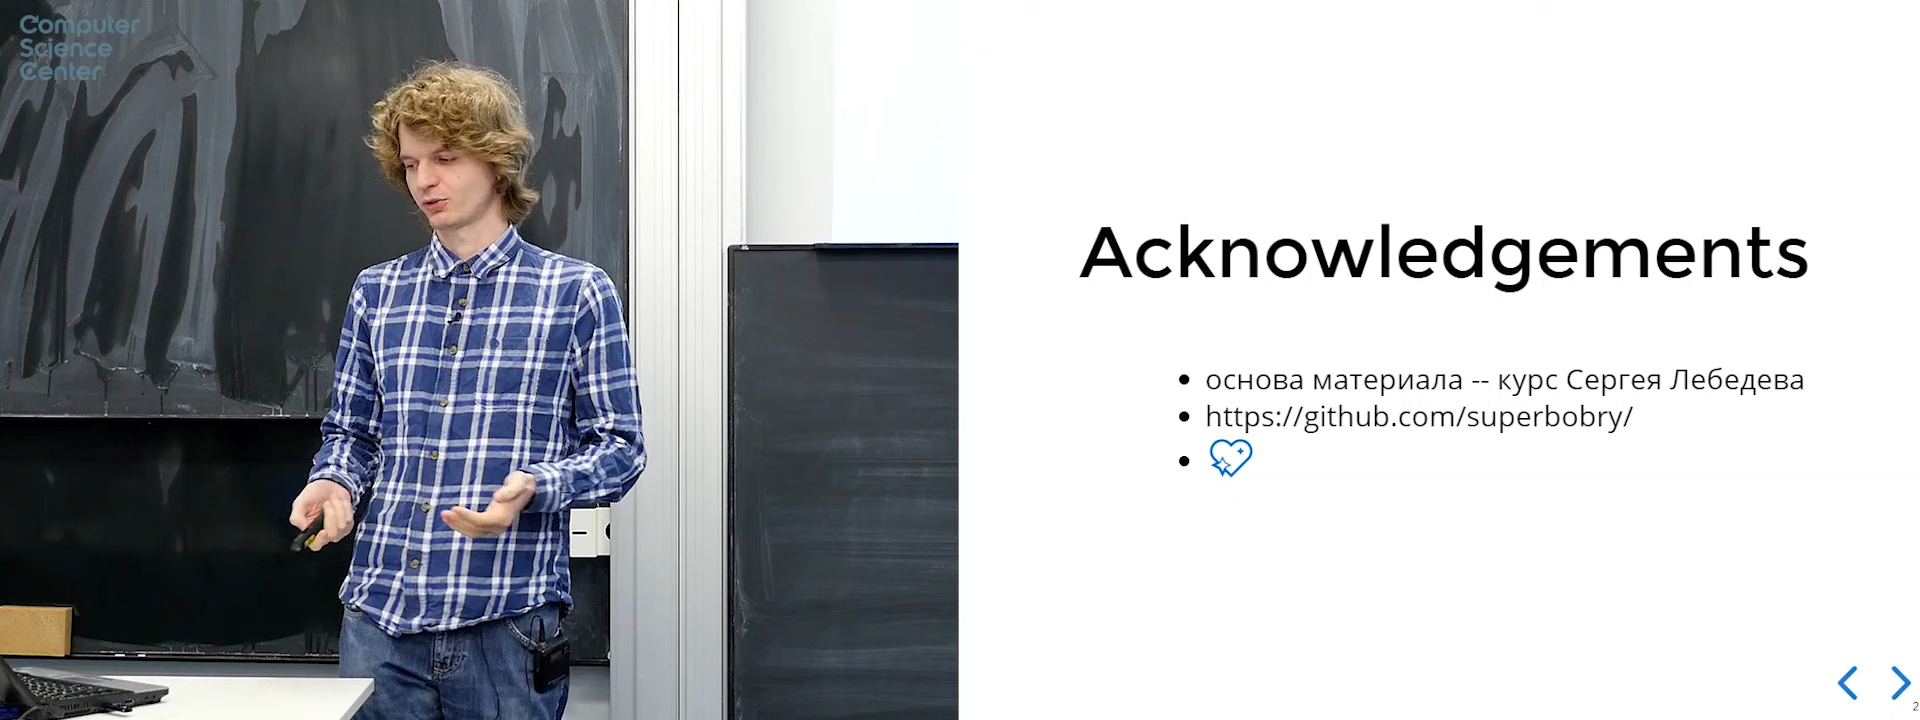 Computer
Science
Center
Acknowledgements
основа материала -- курс Сергея Лебедева
https://github.com/superbobry/
2